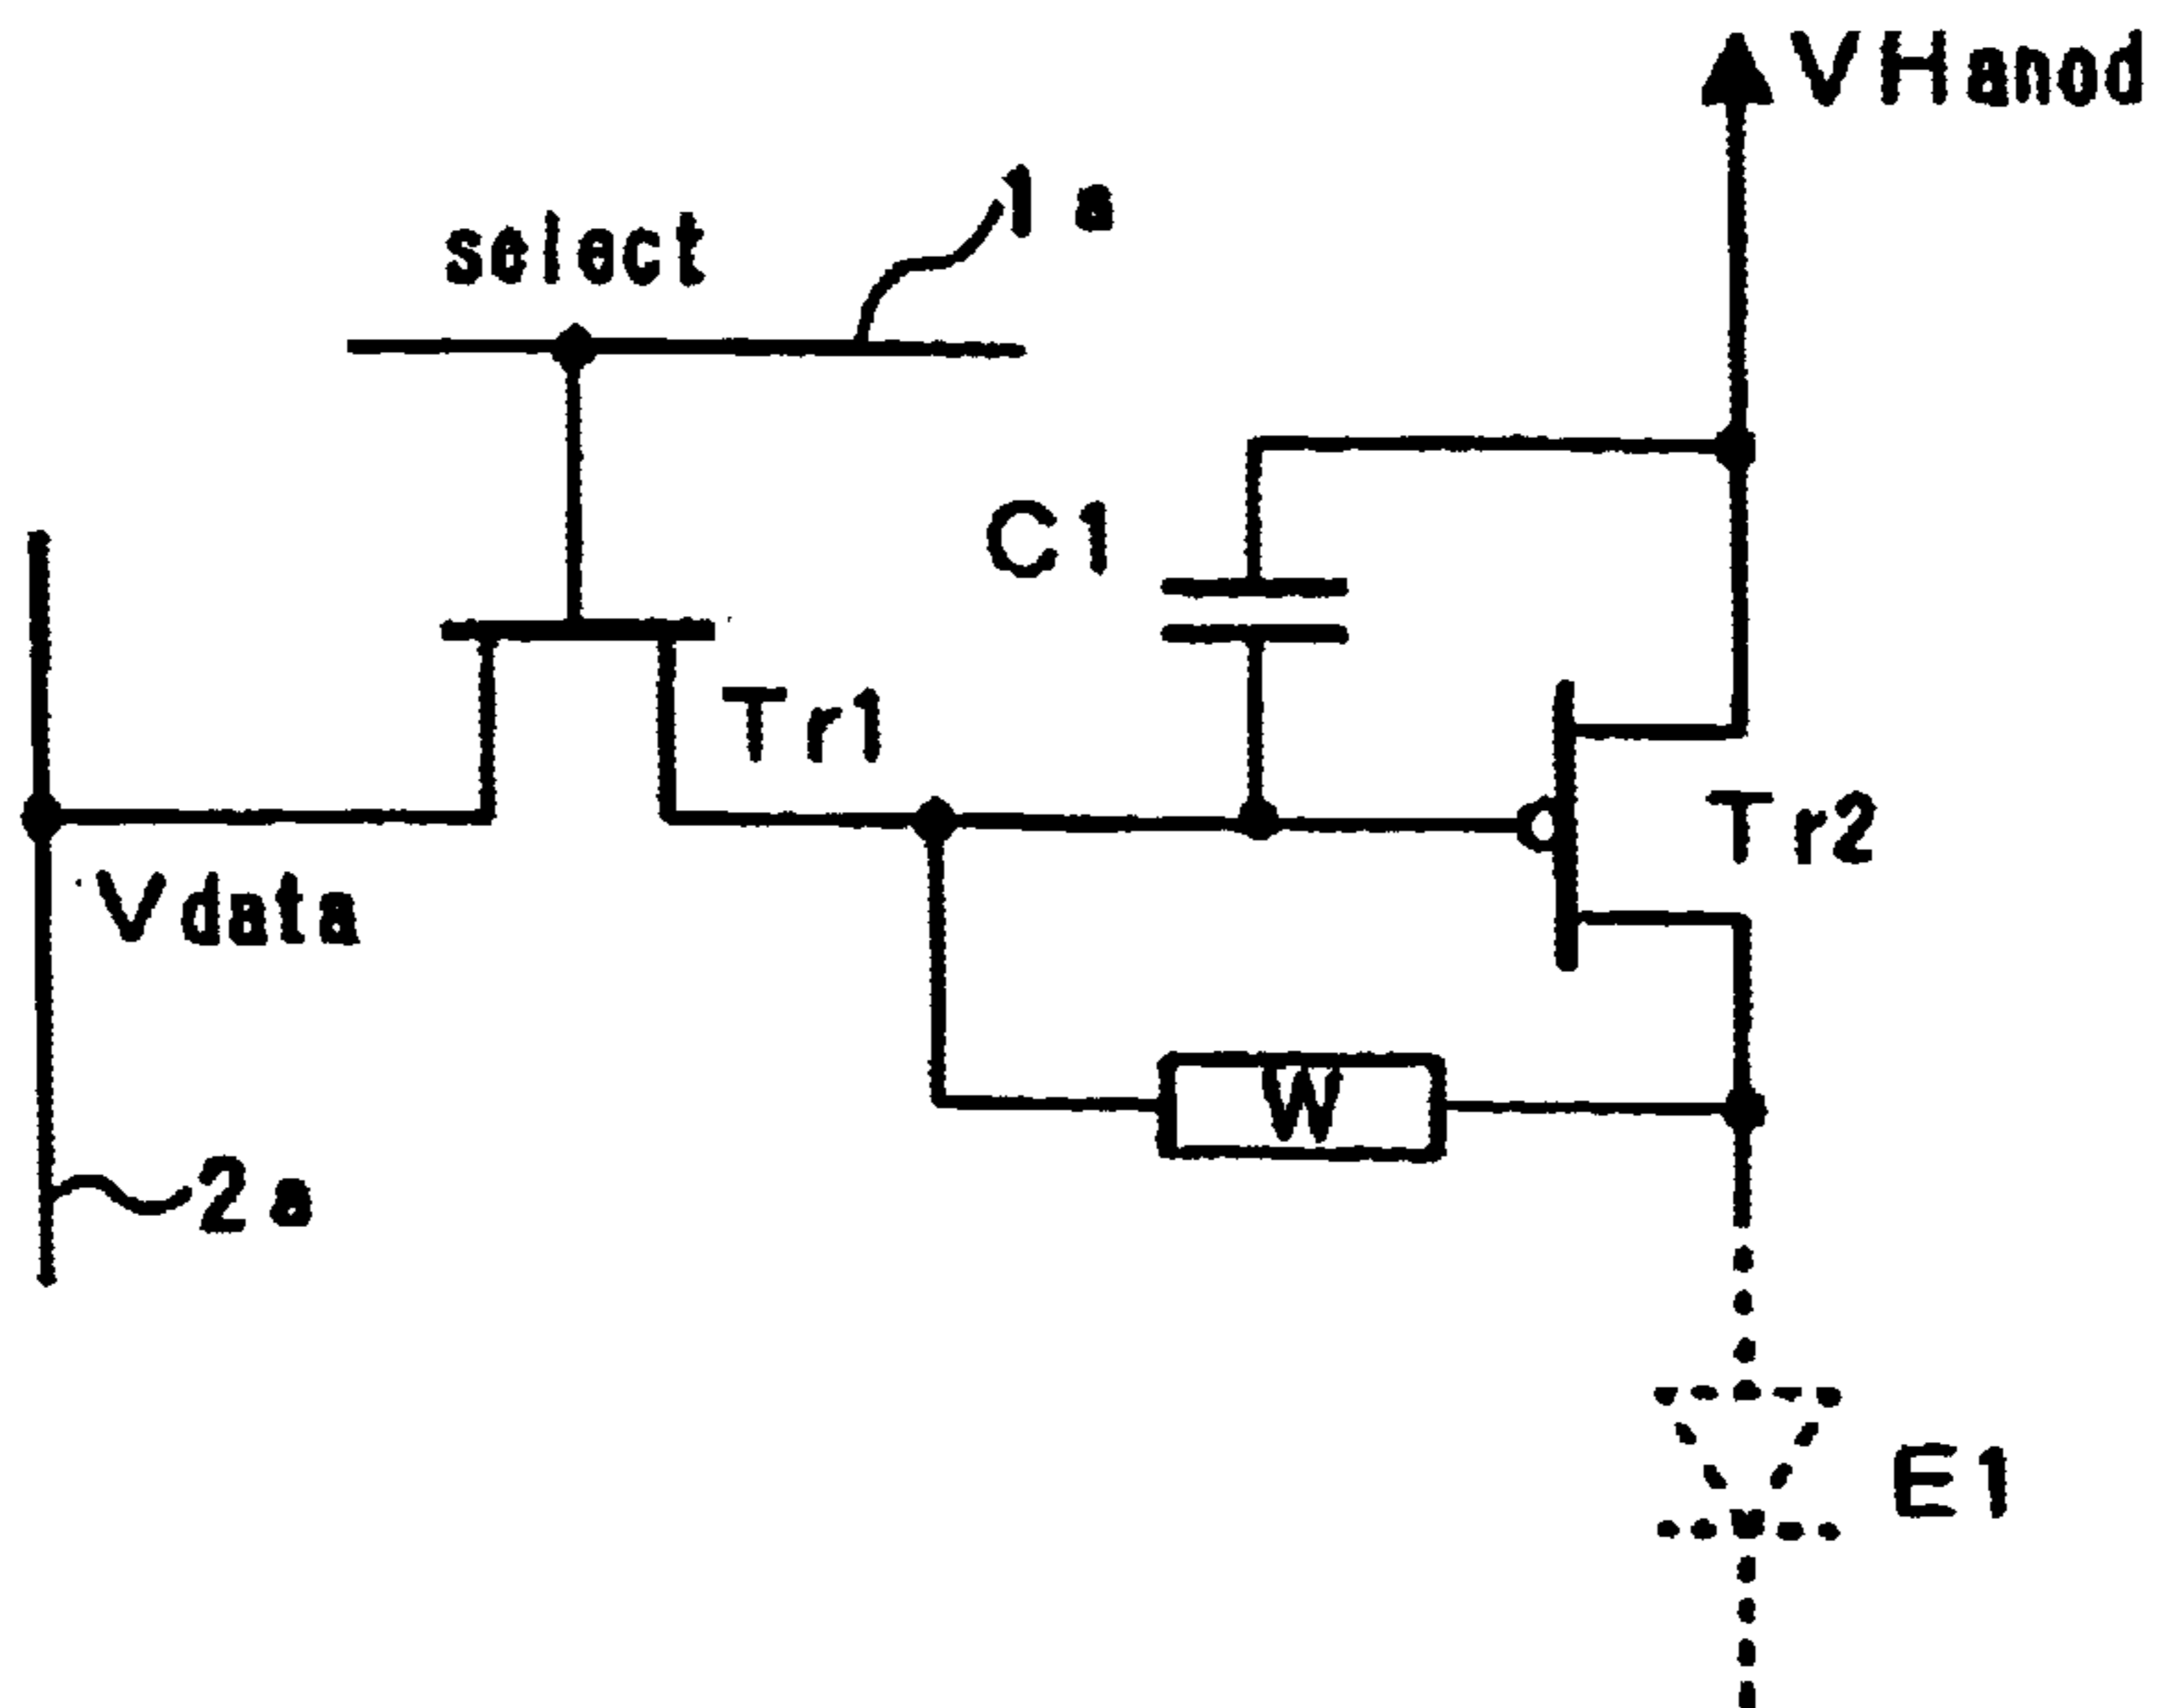 VHanod
1a
select
C1
Tr1
Tr2
Vdata
W
2a
E1